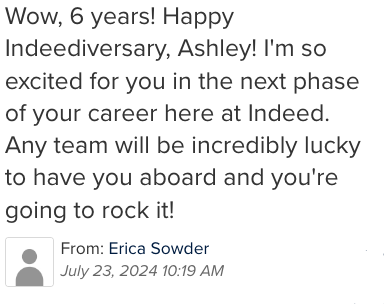 Wow, 6 years! Happy
Indeediversary, Ashley! I'm so
excited for you in the next phase
of your career here at Indeed.
Any team will be incredibly lucky
to have you aboard and you're
going to rock it!
From: Erica Sowder
July 23, 2024 10:19 AM